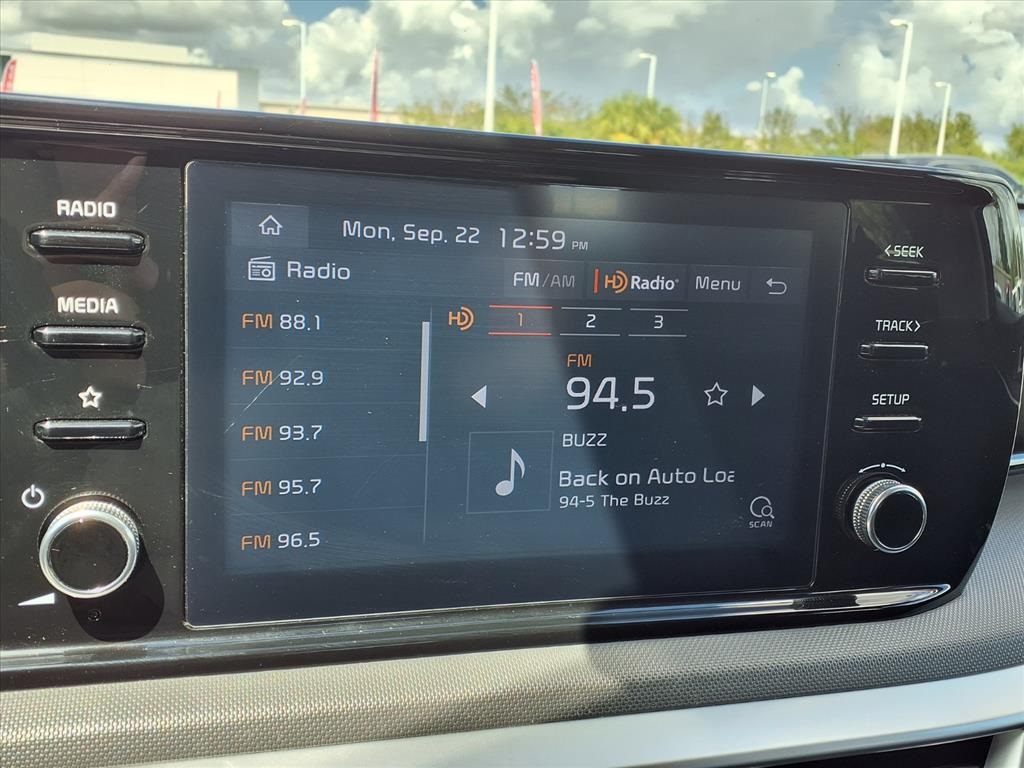 RADIO
MEDIA
Mon, Sep. 22 12:59 PM
Radio
FM/AM HD Radio® Menu
FM 88.1
FM 92.9
FM 93.7
FM 95.7
FM 96.5
HD 1 2 3
FM
94.5
BUZZ
Back on Auto Loa
94-5 The Buzz
SCAN
< SEEK
TRACK >
SETUP